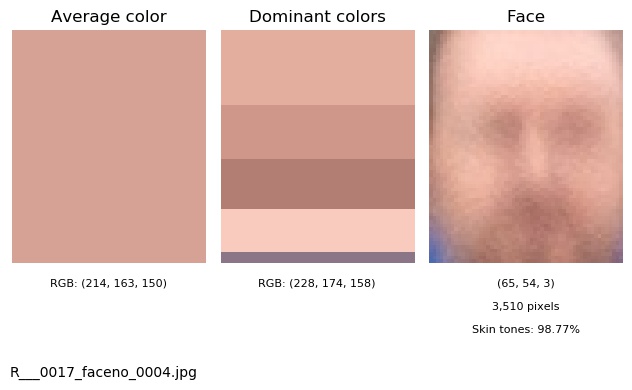 Average color
Dominant colors
Face
RGB: (214, 163, 150)
RGB: (228, 174, 158)
(65, 54, 3)
3,510 pixels
Skin tones: 98.77%
R___0017_faceno_0004.jpg